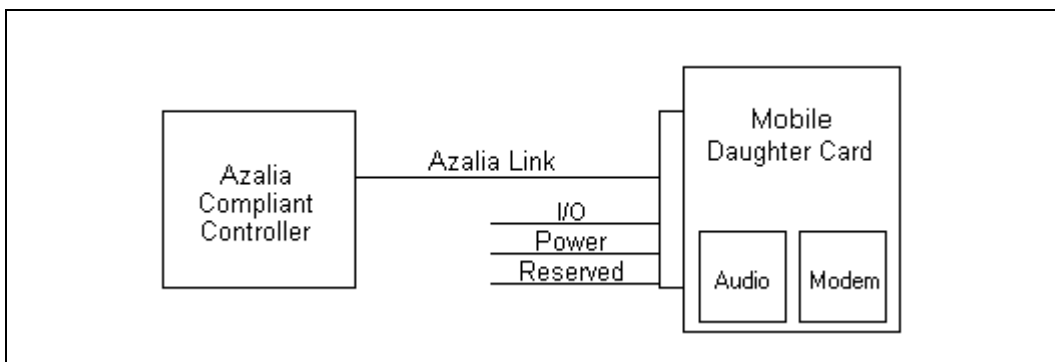 Azalia
Compliant
Controller
Azalia Link
I/O
Power
Reserved
Mobile
Daughter Card
Audio
Modem